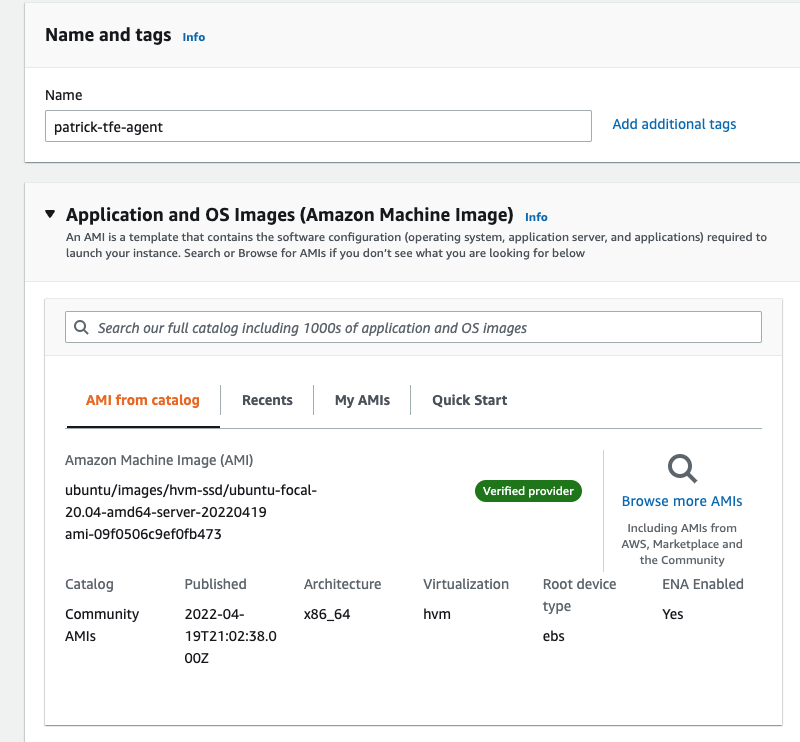 Name and tags Info
Name
patrick-tfe-agent
Add additional tags
Application and OS Images (Amazon Machine Image) Info
An AMI is a template that contains the software configuration (operating system, application server, and applications) required to
launch your instance. Search or Browse for AMIs if you don’t see what you are looking for below
Search our full catalog including 1000s of application and OS images
AMI from catalog Recents My AMIs Quick Start
Amazon Machine Image (AMI)
ubuntu/images/hvm-ssd/ubuntu-focal-
20.04-amd64-server-20220419
ami-09f0506c9ef0fb473
Verified provider
Browse more AMIs
Including AMIs from
AWS, Marketplace and
the Community
Catalog
Community
AMIs
Published
2022-04-
19T21:02:38.0
00Z
Architecture
x86_64
Virtualization
hvm
Root device
type
ebs
ENA Enabled
Yes